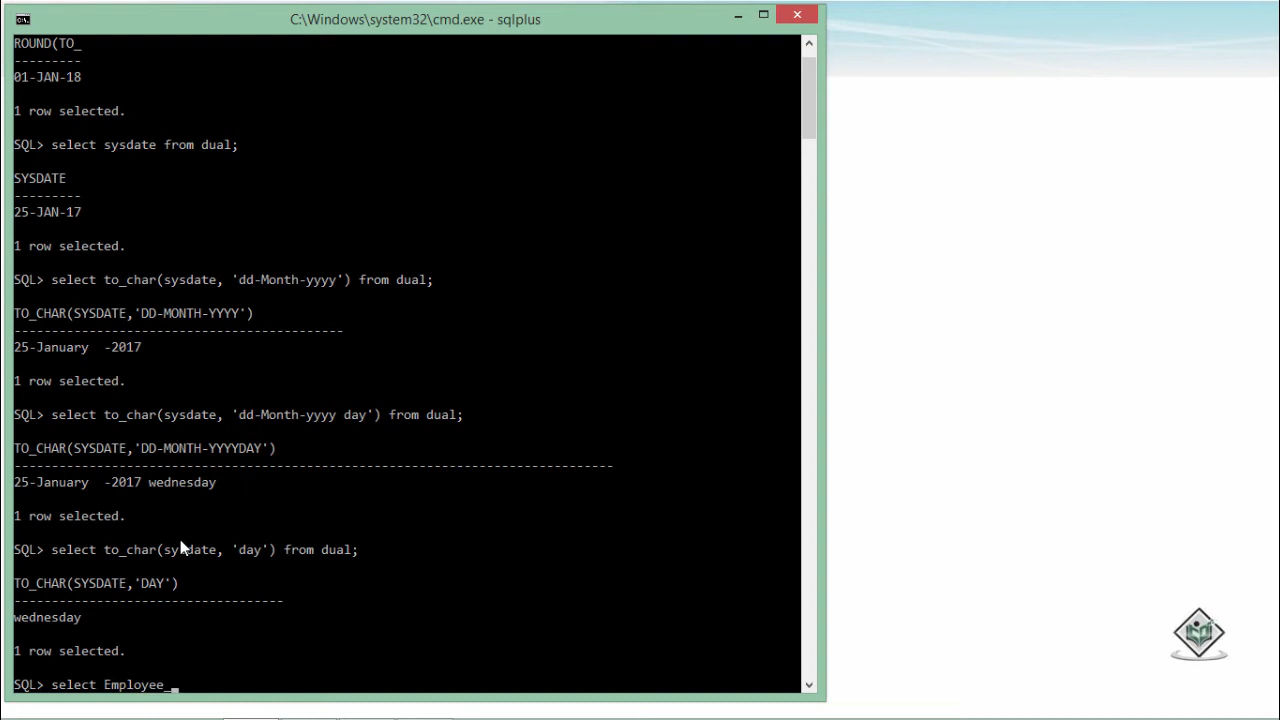 C:\Windows\system32\cmd.exe - sqlplus
ROUND(TO_
---------
01-JAN-18
1 row selected.
SQL> select sysdate from dual;
SYSDATE
---------
25-JAN-17
1 row selected.
SQL> select to_char(sysdate, 'dd-Month-yyyy') from dual;
TO_CHAR(SYSDATE,'DD-MONTH-YYYY')
--------------------------------------------
25-January  -2017
1 row selected.
SQL> select to_char(sysdate, 'dd-Month-yyyy day') from dual;
TO_CHAR(SYSDATE,'DD-MONTH-YYYYDAY')
--------------------------------------------------------------------------------
25-January  -2017 wednesday
1 row selected.
SQL> select to_char(sysdate, 'day') from dual;
TO_CHAR(SYSDATE,'DAY')
------------------------------------
wednesday
1 row selected.
SQL> select Employee_